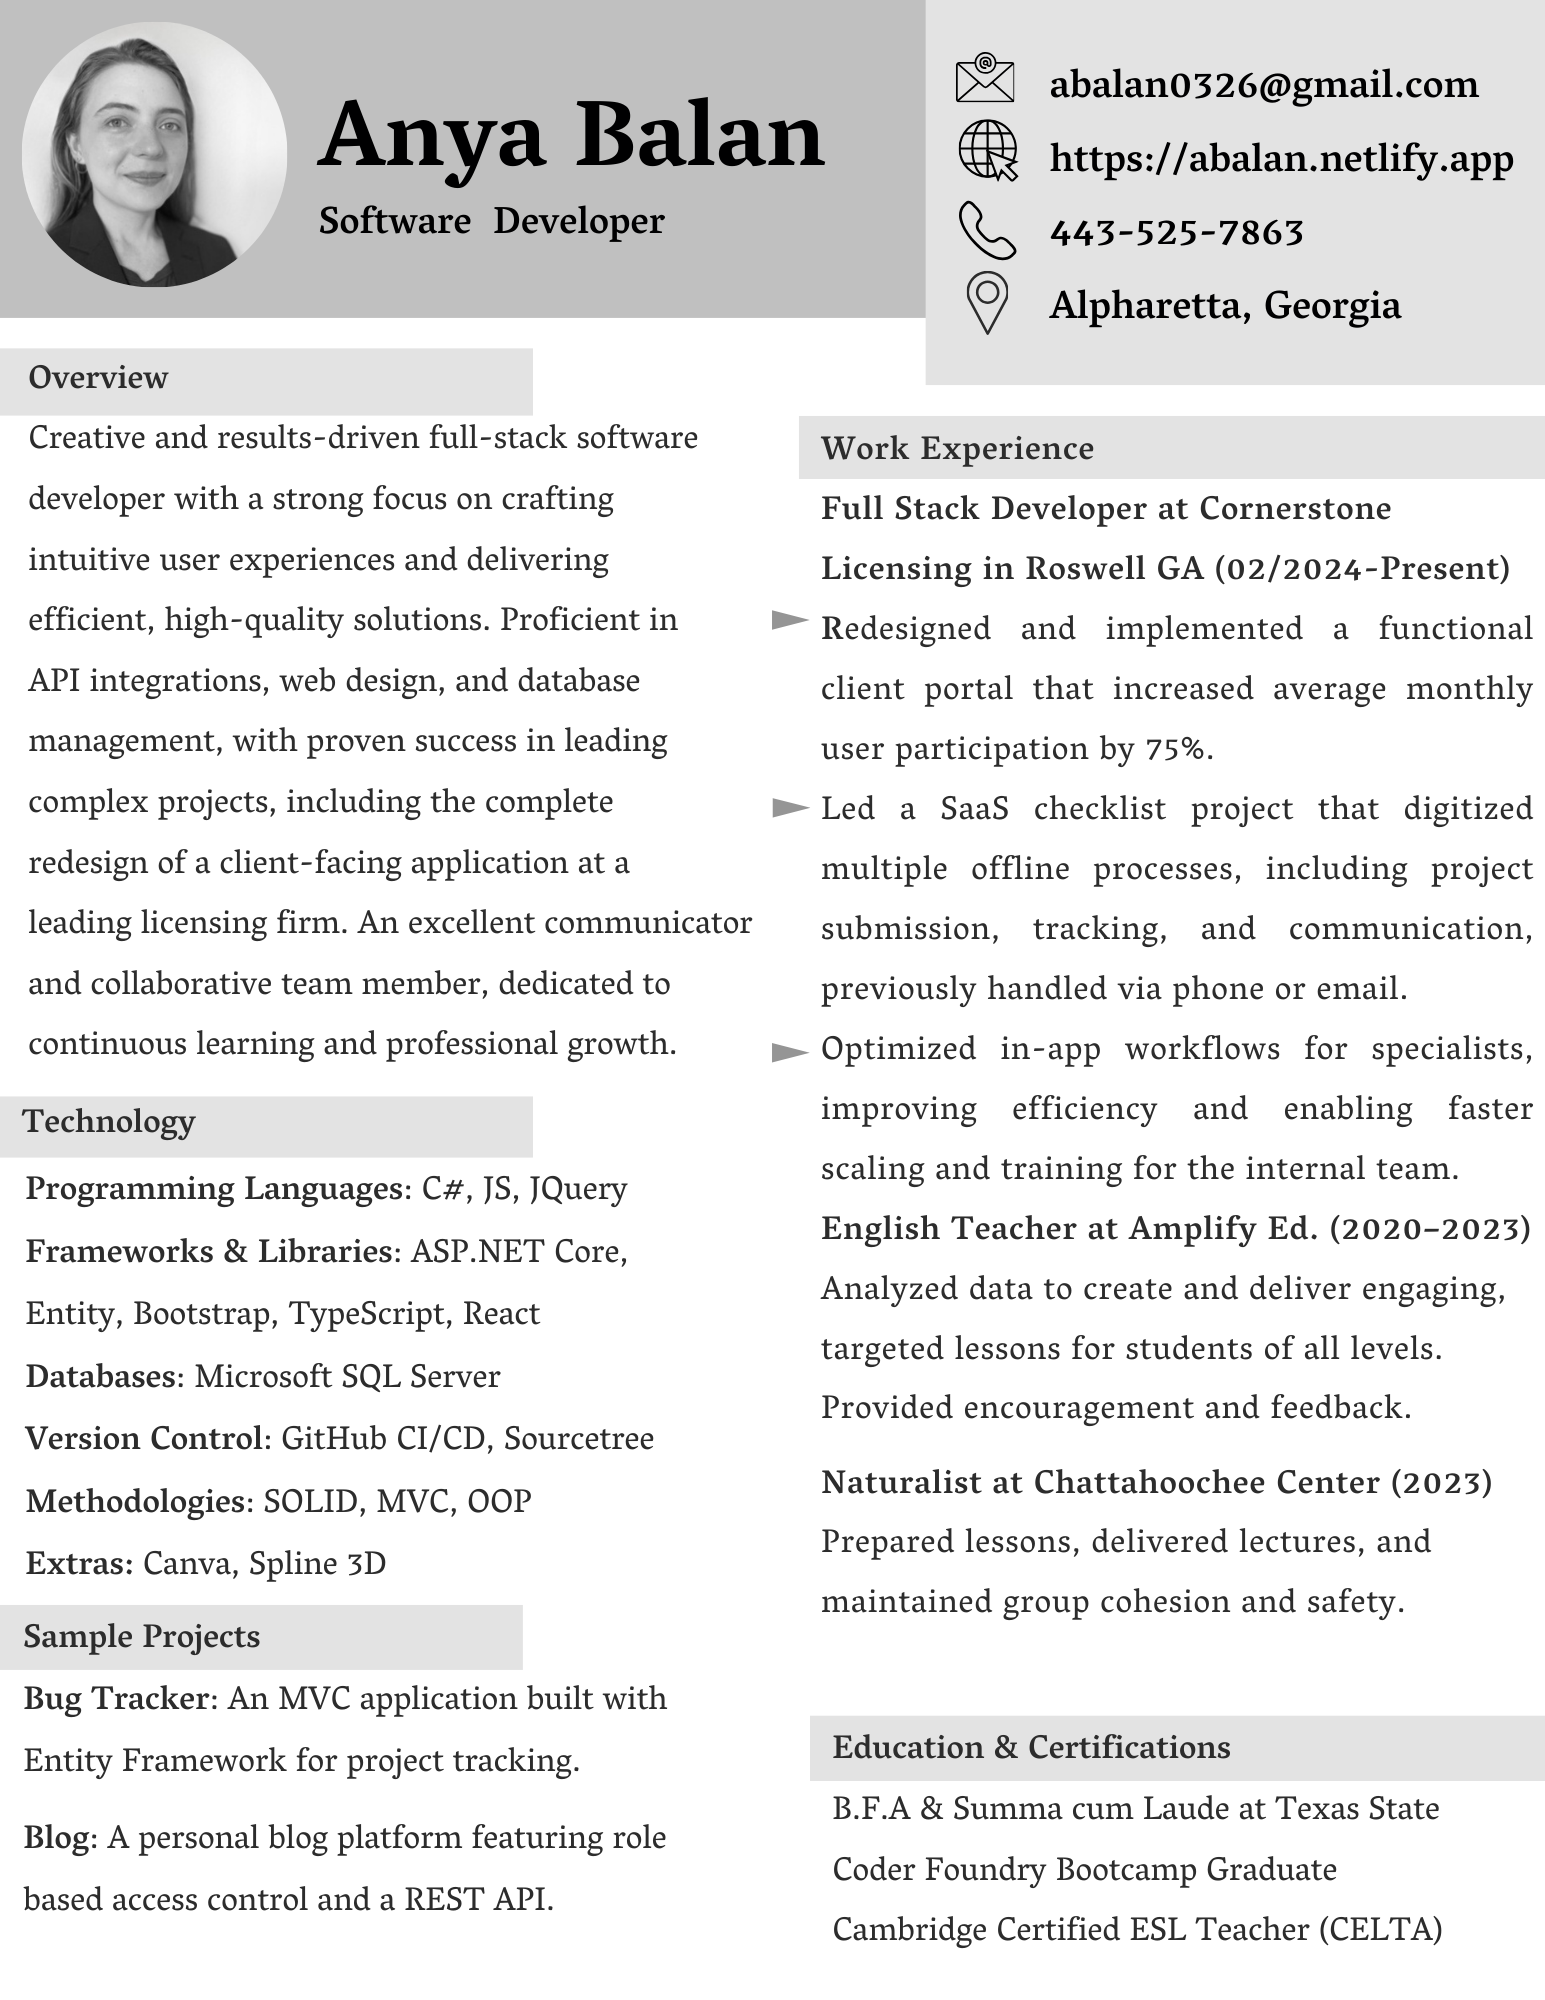 Anya Balan
Software Developer
abalan0326@gmail.com
https://abalan.netlify.app
443-525-7863
Alpharetta, Georgia
Overview
Creative and results-driven full-stack software
developer with a strong focus on crafting
intuitive user experiences and delivering
efficient, high-quality solutions. Proficient in
API integrations, web design, and database
management, with proven success in leading
complex projects, including the complete
redesign of a client-facing application at a
leading licensing firm. An excellent communicator
and collaborative team member, dedicated to
continuous learning and professional growth.
Technology
Programming Languages: C#, JS, JQuery
Frameworks & Libraries: ASP.NET Core,
Entity, Bootstrap, TypeScript, React
Databases: Microsoft SQL Server
Version Control: GitHub CI/CD, Sourcetree
Methodologies: SOLID, MVC, OOP
Extras: Canva, Spline 3D
Sample Projects
Bug Tracker: An MVC application built with
Entity Framework for project tracking.
Blog: A personal blog platform featuring role
based access control and a REST API.
Work Experience
Full Stack Developer at Cornerstone
Licensing in Roswell GA (02/2024-Present)
Redesigned and implemented a functional
client portal that increased average monthly
user participation by 75%.
Led a SaaS checklist project that digitized
multiple offline processes, including project
submission, tracking, and communication,
previously handled via phone or email.
Optimized in-app workflows for specialists,
improving efficiency and enabling faster
scaling and training for the internal team.
English Teacher at Amplify Ed. (2020–2023)
Analyzed data to create and deliver engaging,
targeted lessons for students of all levels.
Provided encouragement and feedback.
Naturalist at Chattahoochee Center (2023)
Prepared lessons, delivered lectures, and
maintained group cohesion and safety.
Education & Certifications
B.F.A & Summa cum Laude at Texas State
Coder Foundry Bootcamp Graduate
Cambridge Certified ESL Teacher (CELTA)